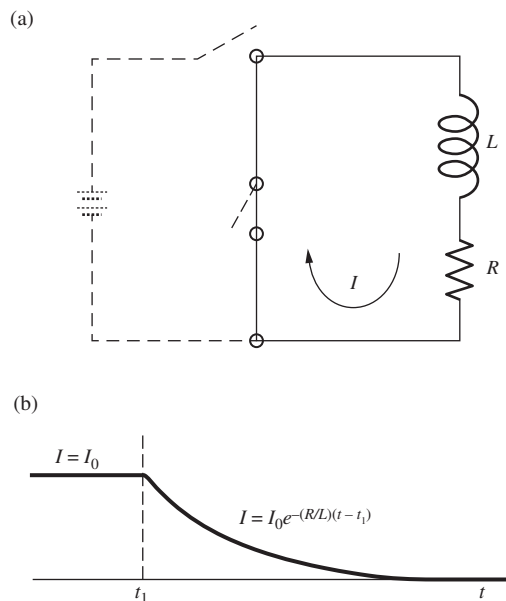 (a)
L
R
I
(b)
I = I₀
I = I₀e^–(R/L)(t – t₁)
t₁
t